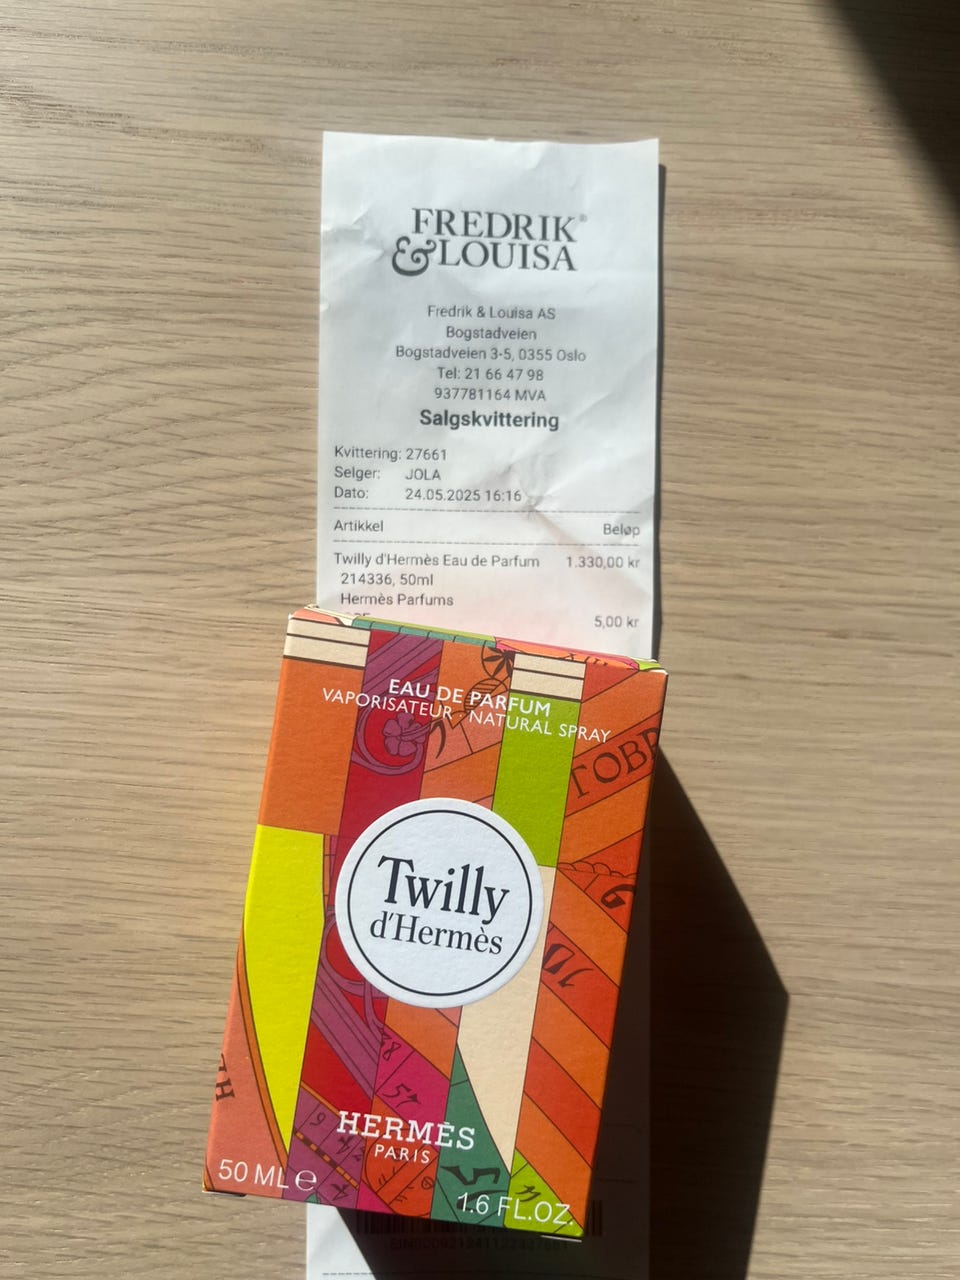 FREDRIK®
&LOUISA
Fredrik & Louisa AS
Bogstadveien
Bogstadveien 3-5, 0355 Oslo
Tel: 21 66 47 98
937781164 MVA
Salgskvittering
Kvittering: 27661
Selger: JOLA
Dato: 24.05.2025 16:16
Artikkel Beløp
Twilly d'Hermès Eau de Parfum 1.330,00 kr
214336, 50ml
Hermès Parfums
5,00 kr
EAU DE PARFUM
VAPORISATEUR · NATURAL SPRAY
TOBR
Twilly
d'Hermès
HERMÈS
PARIS
50 ML ℮ 1.6 FL.OZ.